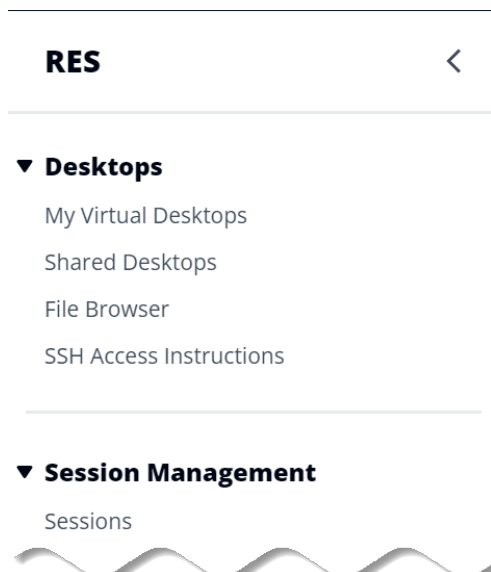 RES
Desktops
My Virtual Desktops
Shared Desktops
File Browser
SSH Access Instructions
Session Management
Sessions